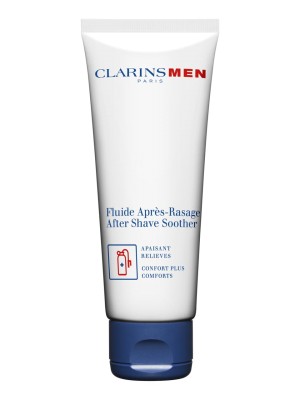 CLARINSMEN
PARIS
Fluide Après-Rasage
After Shave Soother
APAISANT
RELIEVES
CONFORT PLUS
COMFORTS